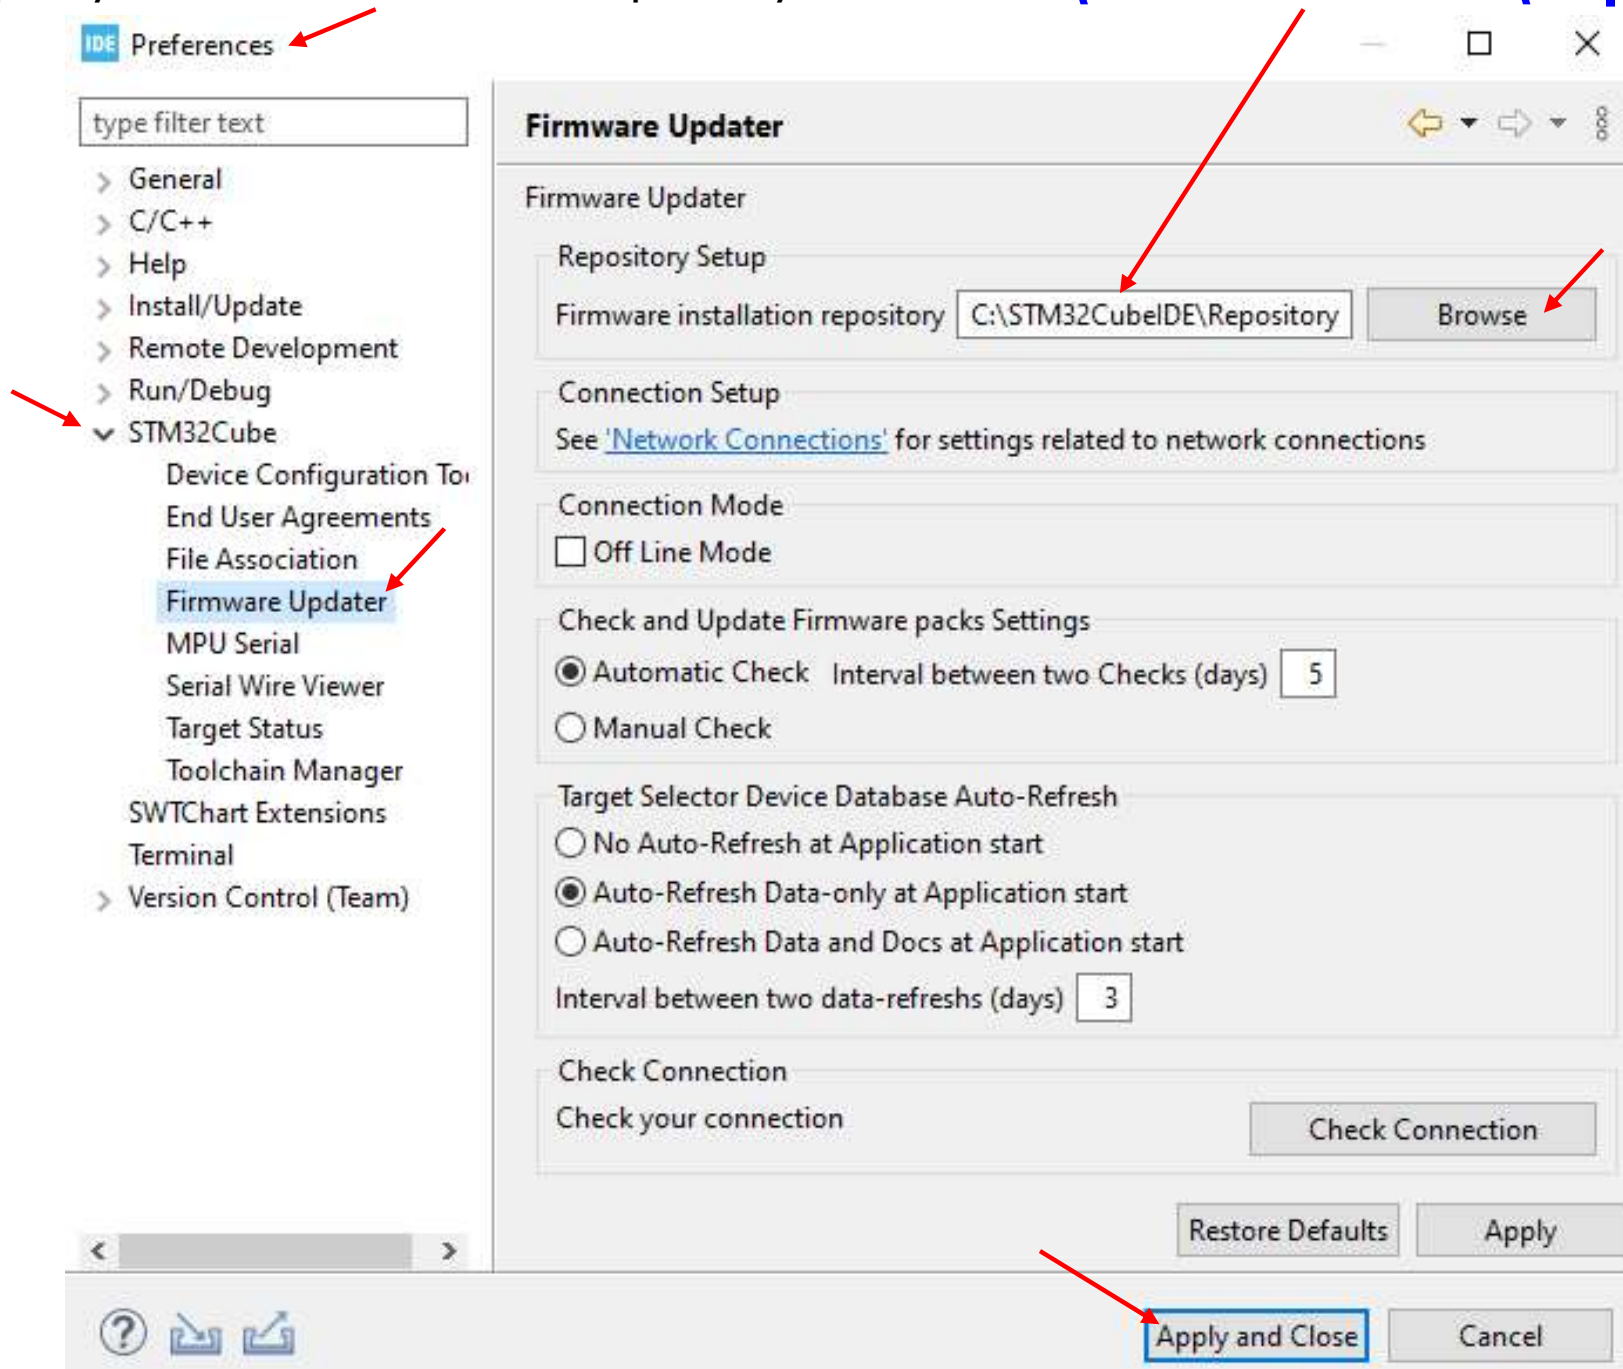 IDE Preferences
type filter text
General
C/C++
Help
Install/Update
Remote Development
Run/Debug
STM32Cube
Device Configuration Too
End User Agreements
File Association
Firmware Updater
MPU Serial
Serial Wire Viewer
Target Status
Toolchain Manager
SWTChart Extensions
Terminal
Version Control (Team)
Firmware Updater
Firmware Updater
Repository Setup
Firmware installation repository C:\STM32CubeIDE\Repository Browse
Connection Setup
See 'Network Connections' for settings related to network connections
Connection Mode
Off Line Mode
Check and Update Firmware packs Settings
Automatic Check Interval between two Checks (days) 5
Manual Check
Target Selector Device Database Auto-Refresh
No Auto-Refresh at Application start
Auto-Refresh Data-only at Application start
Auto-Refresh Data and Docs at Application start
Interval between two data-refreshs (days) 3
Check Connection
Check your connection Check Connection
Restore Defaults Apply
Apply and Close Cancel